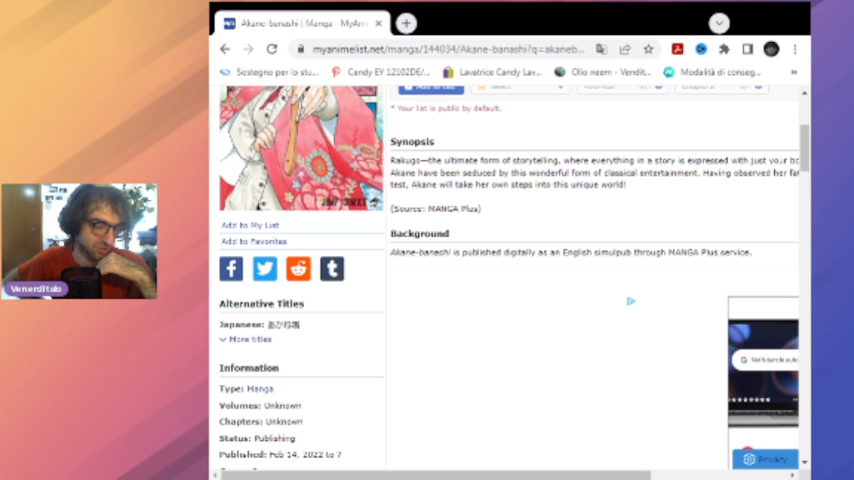 Akane-banashi | Manga - MyAni
myanimelist.net/manga/144034/Akane-banashi?q=akaneb...
Sostegno per lo stu...
Candy EY 12102DE/...
Lavatrice Candy Lav...
Olio neem - Vendit...
Modalità di conseg...
* Your list is public by default.
Synopsis
Rakugo—the ultimate form of storytelling, where everything in a story is expressed with just your bo
Akane have been seduced by this wonderful form of classical entertainment. Having observed her fat
test, Akane will take her own steps into this unique world!
(Source: MANGA Plus)
Background
Akane-banashi is published digitally as an English simulpub through MANGA Plus service.
Add to My List
Add to Favorites
VenerdItalo
Alternative Titles
Japanese: あかね噺
More titles
Information
Type: Manga
Volumes: Unknown
Chapters: Unknown
Status: Publishing
Published: Feb 14, 2022 to ?
Privacy